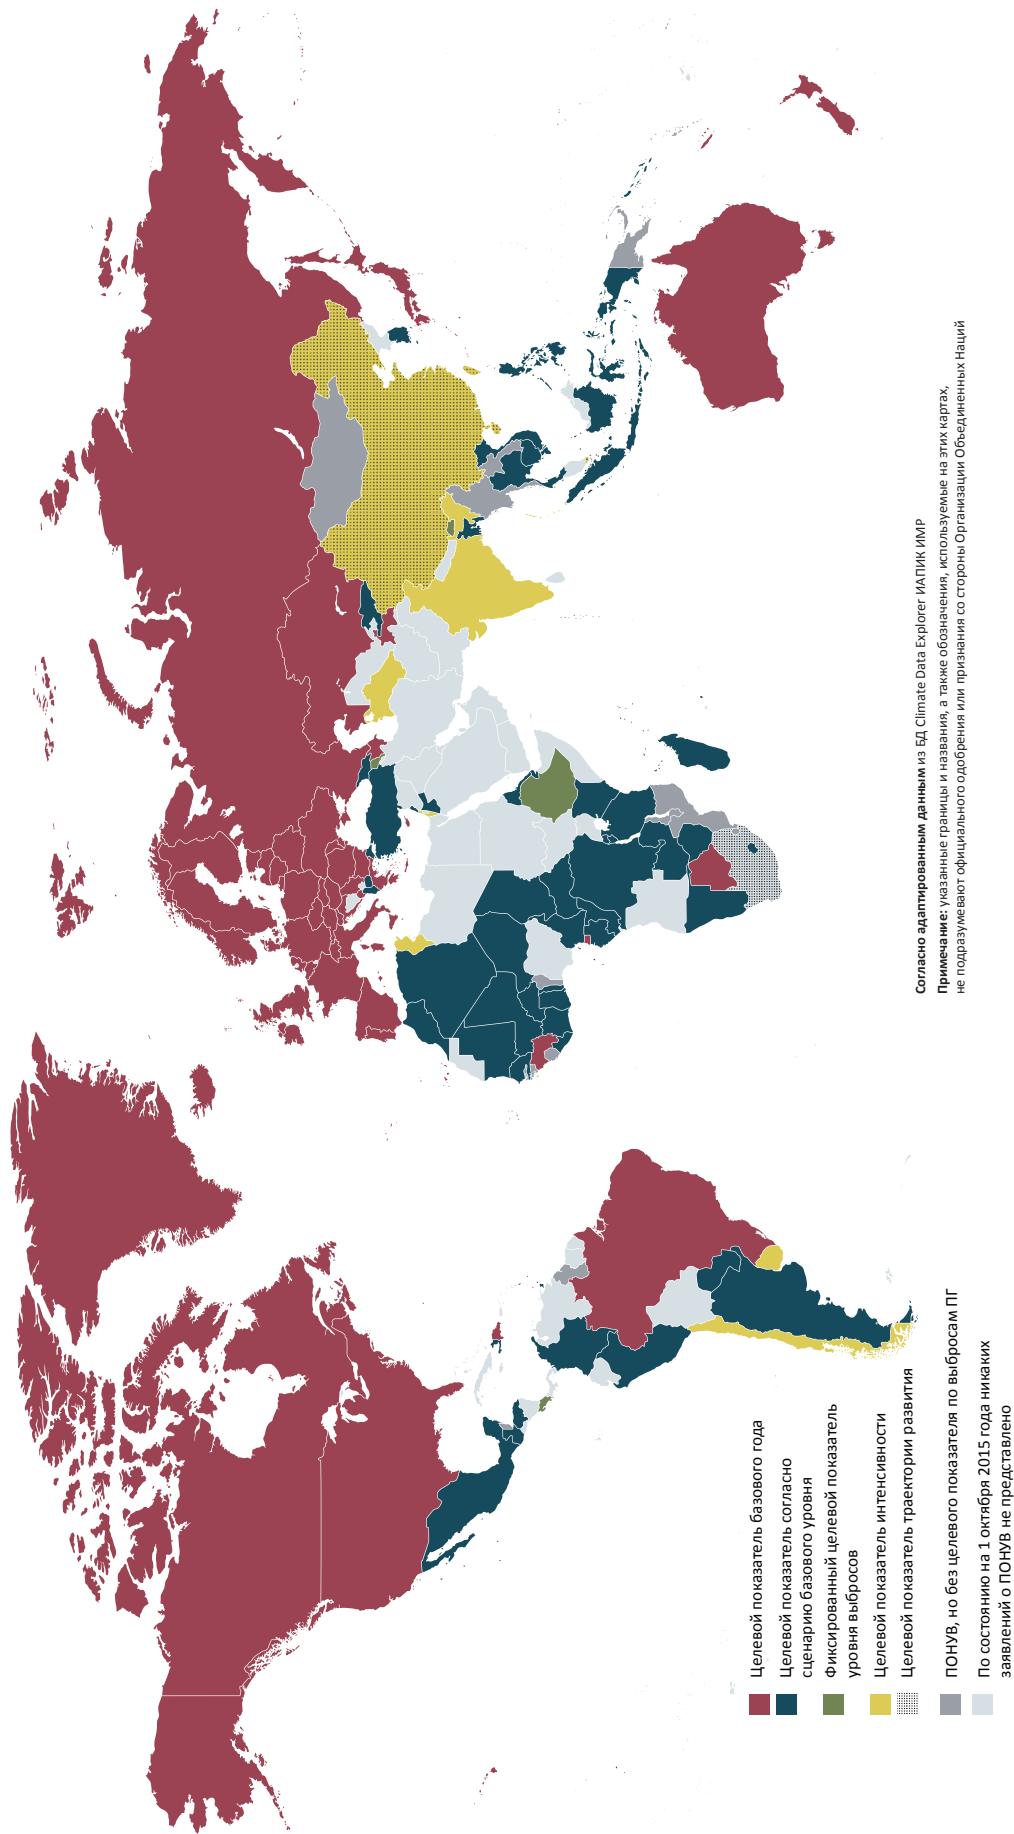 Целевой показатель базового года
Целевой показатель согласно
сценарию базового уровня
Фиксированный целевой показатель
уровня выбросов
Целевой показатель интенсивности
Целевой показатель траектории развития
ПОНУВ, но без целевого показателя по выбросам ПГ
По состоянию на 1 октября 2015 года никаких
заявлений о ПОНУВ не представлено
Согласно адаптированным данным из БД Climate Data Explorer ИАПИК ИМР
Примечание: указанные границы и названия, а также обозначения, используемые на этих картах,
не подразумевают официального одобрения или признания со стороны Организации Объединенных Наций